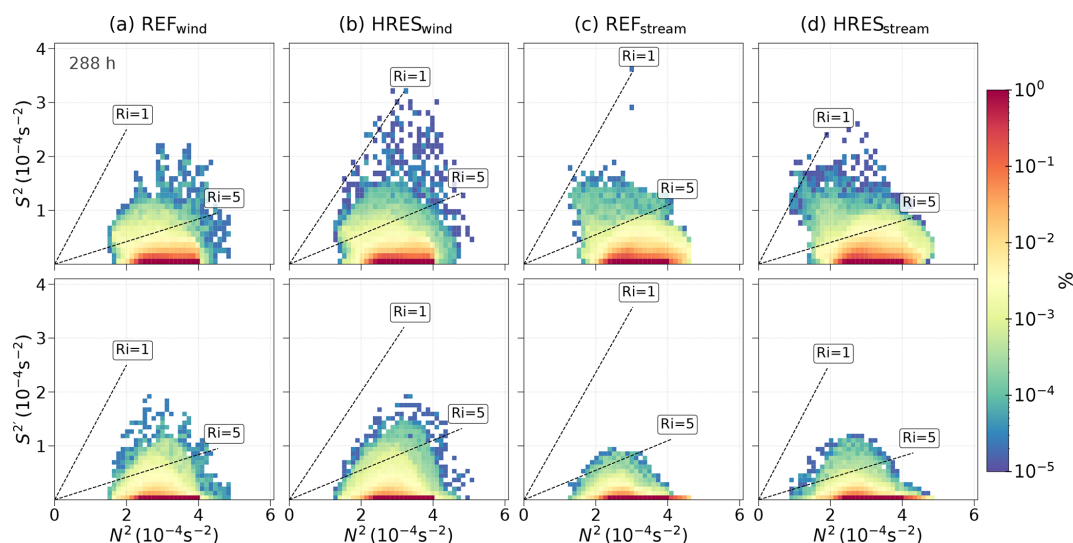 (a) REFwind
(b) HRESwind
(c) REFstream
(d) HRESstream
288 h
4
3
2
1
S² (10⁻⁴s⁻²)
Ri=1
Ri=5
Ri=1
Ri=5
Ri=1
Ri=5
Ri=1
Ri=5
10⁰
10⁻¹
10⁻²
10⁻³
10⁻⁴
10⁻⁵
%
4
3
2
1
0
S²′ (10⁻⁴s⁻²)
Ri=1
Ri=5
Ri=1
Ri=5
Ri=1
Ri=5
Ri=1
Ri=5
0 2 4 6
0 2 4 6
0 2 4 6
0 2 4 6
N² (10⁻⁴s⁻²)
N² (10⁻⁴s⁻²)
N² (10⁻⁴s⁻²)
N² (10⁻⁴s⁻²)